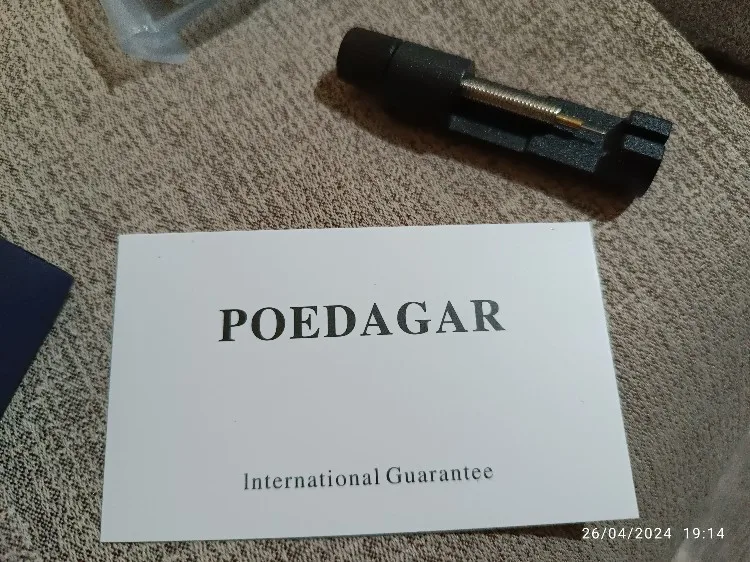 POEDAGAR
International Guarantee
26/04/2024 19:14